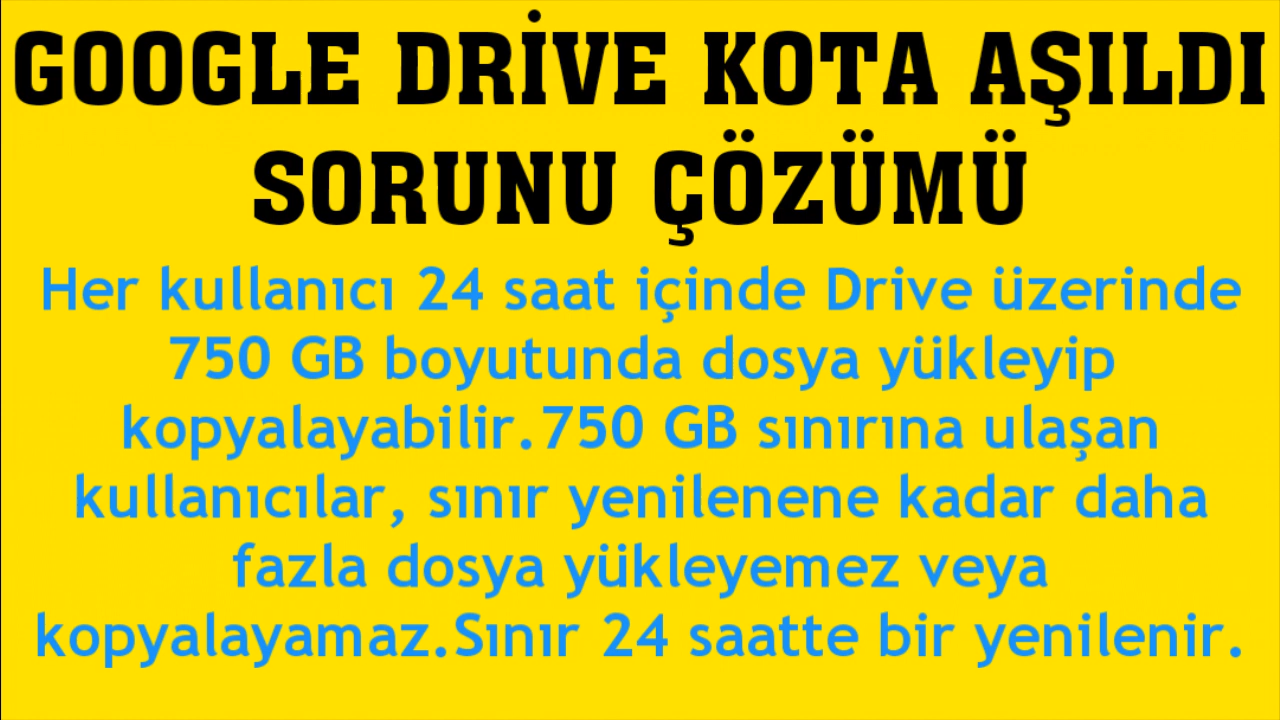 GOOGLE DRİVE KOTA AŞILDI
SORUNU ÇÖZÜMÜ
Her kullanıcı 24 saat içinde Drive üzerinde
750 GB boyutunda dosya yükleyip
kopyalayabilir.750 GB sınırına ulaşan
kullanıcılar, sınır yenilenene kadar daha
fazla dosya yükleyemez veya
kopyalayamaz.Sınır 24 saatte bir yenilenir.